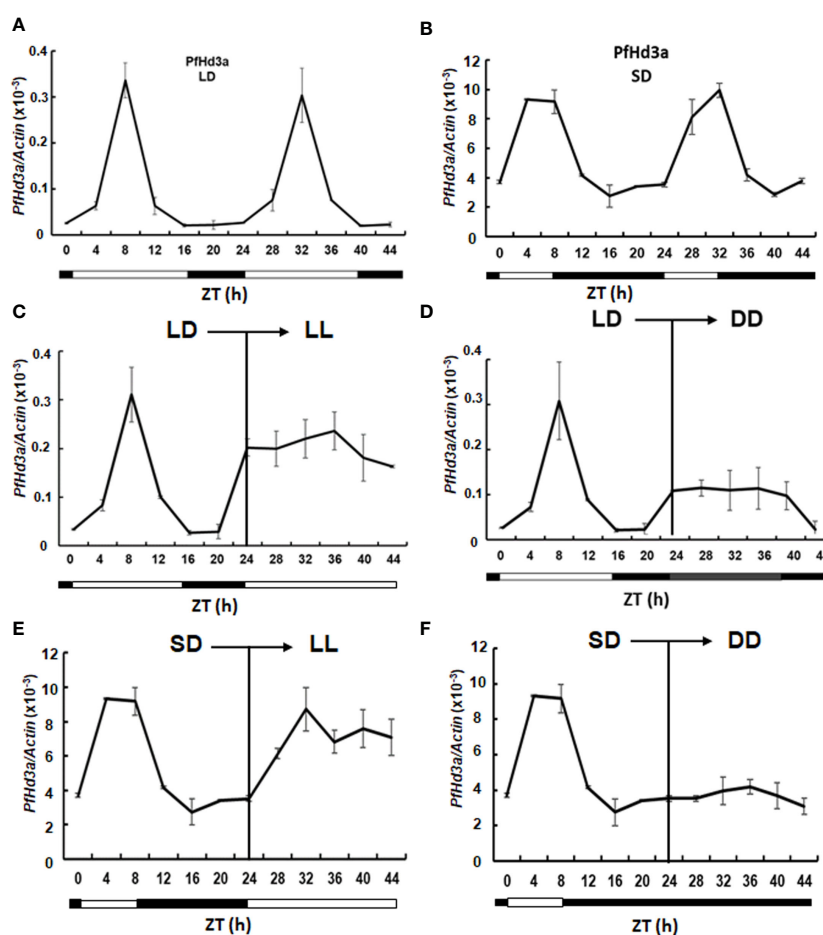 A
PfHd3a
LD
PfHd3a/Actin (x10-3)
0.4
0.3
0.2
0.1
0
0 4 8 12 16 20 24 28 32 36 40 44
ZT (h)
B
PfHd3a
SD
PfHd3a/Actin (x10-3)
12
10
8
6
4
2
0
0 4 8 12 16 20 24 28 32 36 40 44
ZT (h)
C
LD LL
PfHd3a/Actin (x10-3)
0.4
0.3
0.2
0.1
0
0 4 8 12 16 20 24 28 32 36 40 44
ZT (h)
D
LD DD
PfHd3a/Actin (x10-3)
0.4
0.3
0.2
0.1
0
0 4 8 12 16 20 24 28 32 36 40
ZT (h)
E
SD LL
PfHd3a/Actin (x10-3)
12
10
8
6
4
2
0
0 4 8 12 16 20 24 28 32 36 40 44
ZT (h)
F
SD DD
PfHd3a/Actin (x10-3)
12
10
8
6
4
2
0
0 4 8 12 16 20 24 28 32 36 40 44
ZT (h)